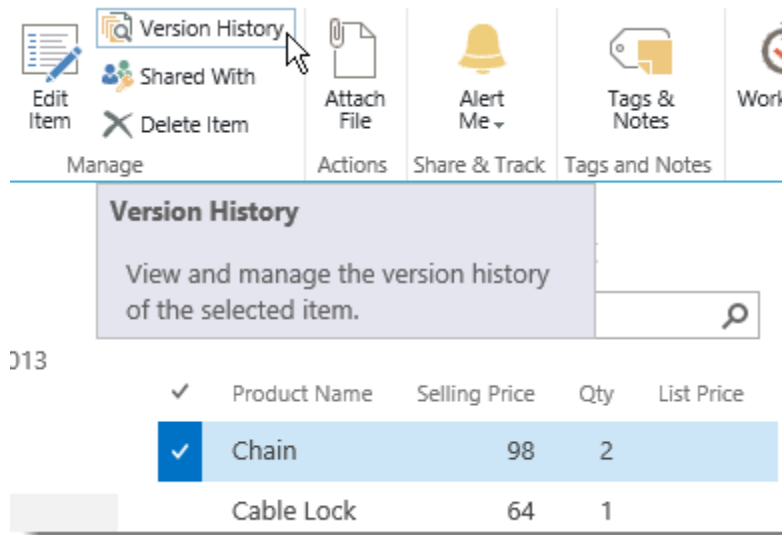 Version History
Shared With
Delete Item
Edit
Item
Attach
File
Alert
Me
Tags &
Notes
Manage
Actions
Share & Track
Tags and Notes
Version History
View and manage the version history
of the selected item.
Product Name Selling Price Qty List Price
Chain 98 2
Cable Lock 64 1